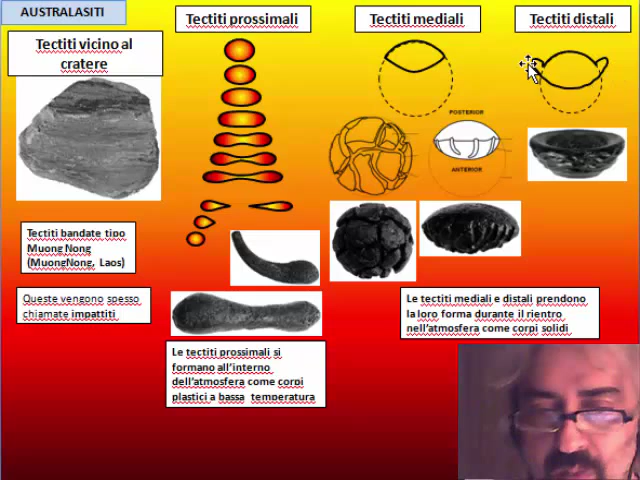 AUSTRALASITI
Tectiti vicino al
cratere
Tectiti prossimali
Tectiti mediali
Tectiti distali
POSTERIOR
ANTERIOR
Tectiti bandate tipo
Muong Nong
(MuongNong, Laos)
Queste vengono spesso
chiamate impattiti
Le tectiti prossimali si
formano all'interno
dell'atmosfera come corpi
plastici a bassa temperatura
Le tectiti mediali e distali prendono
la loro forma durante il rientro
nell'atmosfera come corpi solidi